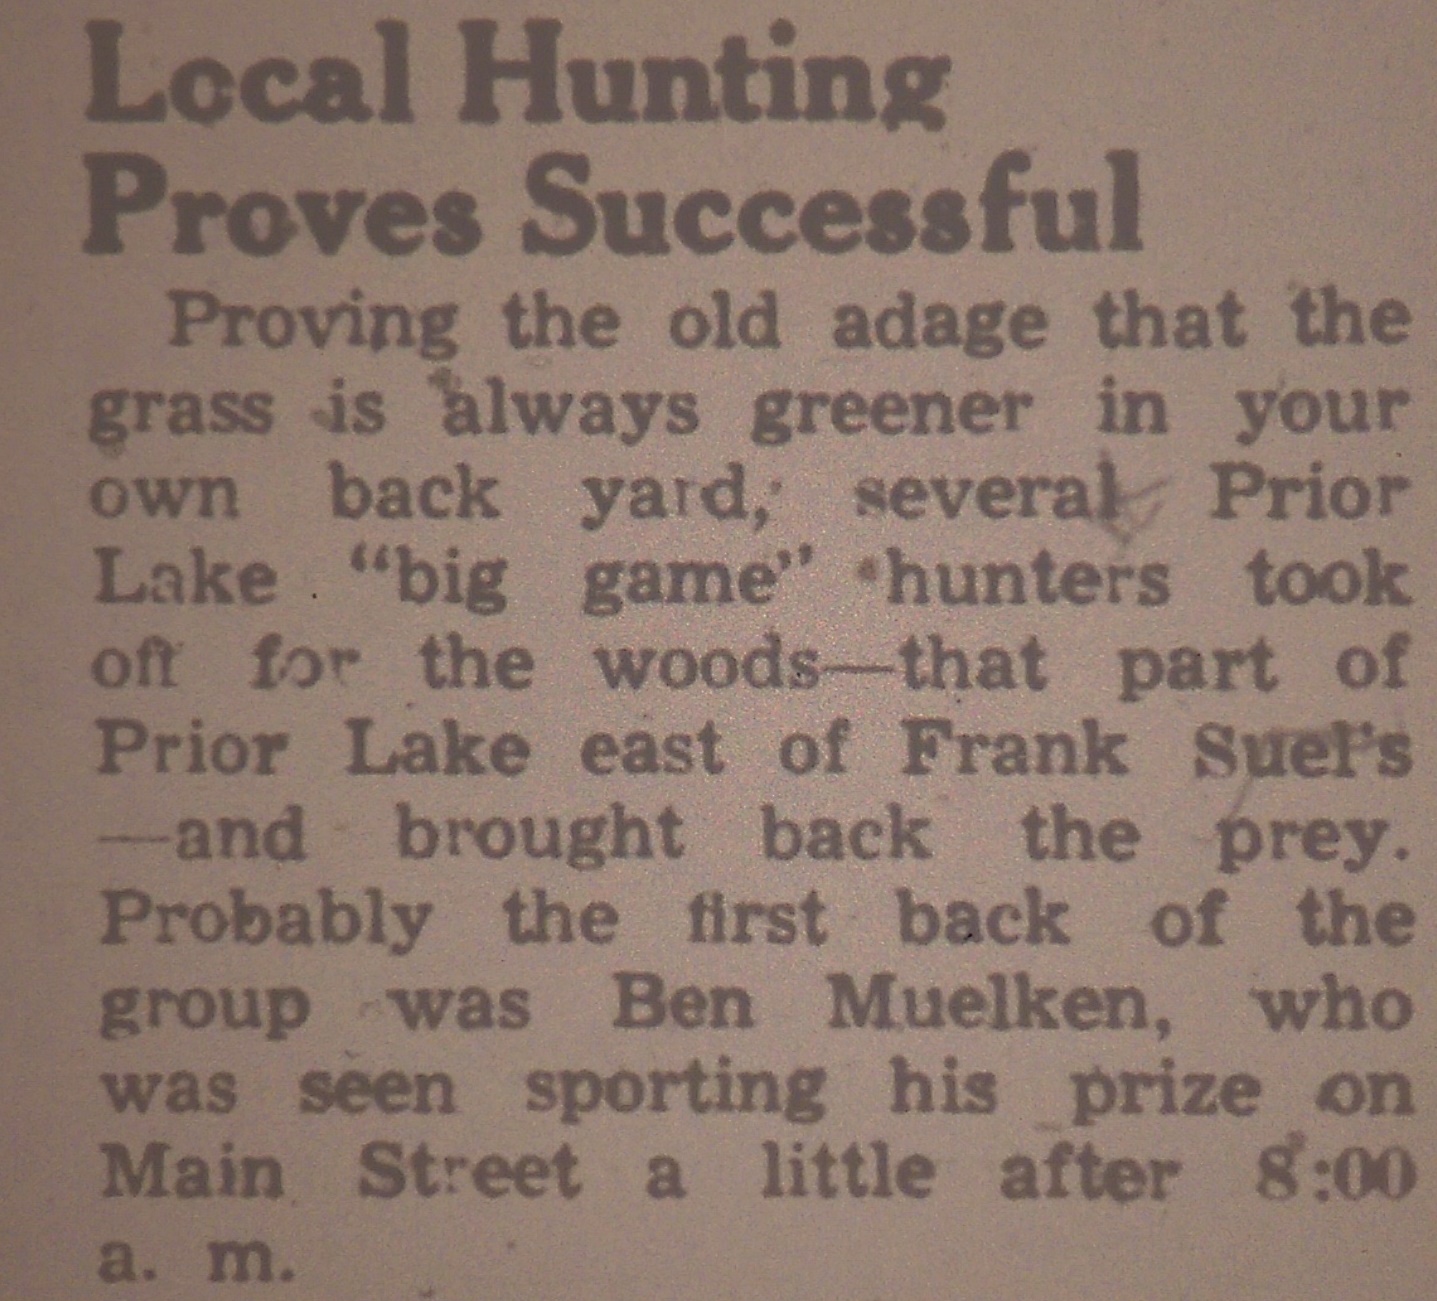 Local Hunting
Proves Successful
Proving the old adage that the
grass is always greener in your
own back yard, several Prior
Lake “big game” hunters took
off for the woods—that part of
Prior Lake east of Frank Suel's
—and brought back the prey.
Probably the first back of the
group was Ben Muelken, who
was seen sporting his prize on
Main Street a little after 8:00
a. m.